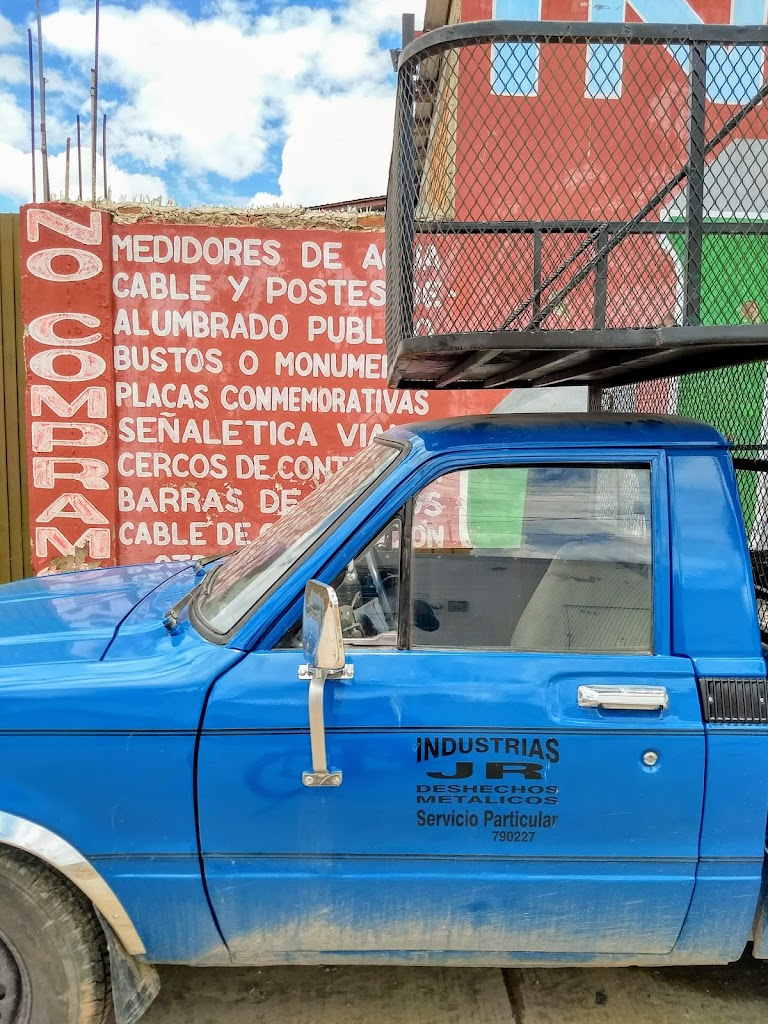 NO COMPRAM
MEDIDORES DE A
CABLE Y POSTES
ALUMBRADO PUBL
BUSTOS O MONUME
PLACAS CONMEMORATIVAS
SEÑALETICA VIA
CERCOS DE CONT
BARRAS DE
CABLE DE
INDUSTRIAS
JR
DESHECHOS
METALICOS
Servicio Particular
790227